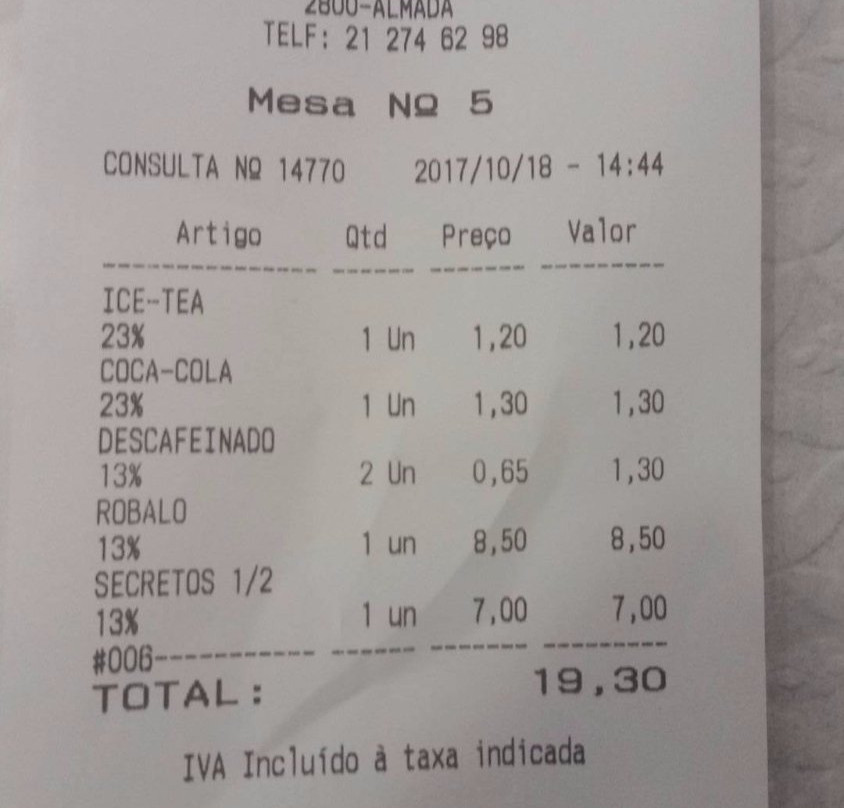 2800-ALMADA
TELF: 21 274 62 98
Mesa Nº 5
CONSULTA Nº 14770 2017/10/18 - 14:44
Artigo Qtd Preço Valor
ICE-TEA
23% 1 Un 1,20 1,20
COCA-COLA
23% 1 Un 1,30 1,30
DESCAFEINADO
13% 2 Un 0,65 1,30
ROBALO
13% 1 un 8,50 8,50
SECRETOS 1/2
13% 1 un 7,00 7,00
#006---------- ------ ------- ---------
TOTAL: 19,30
IVA Incluído à taxa indicada